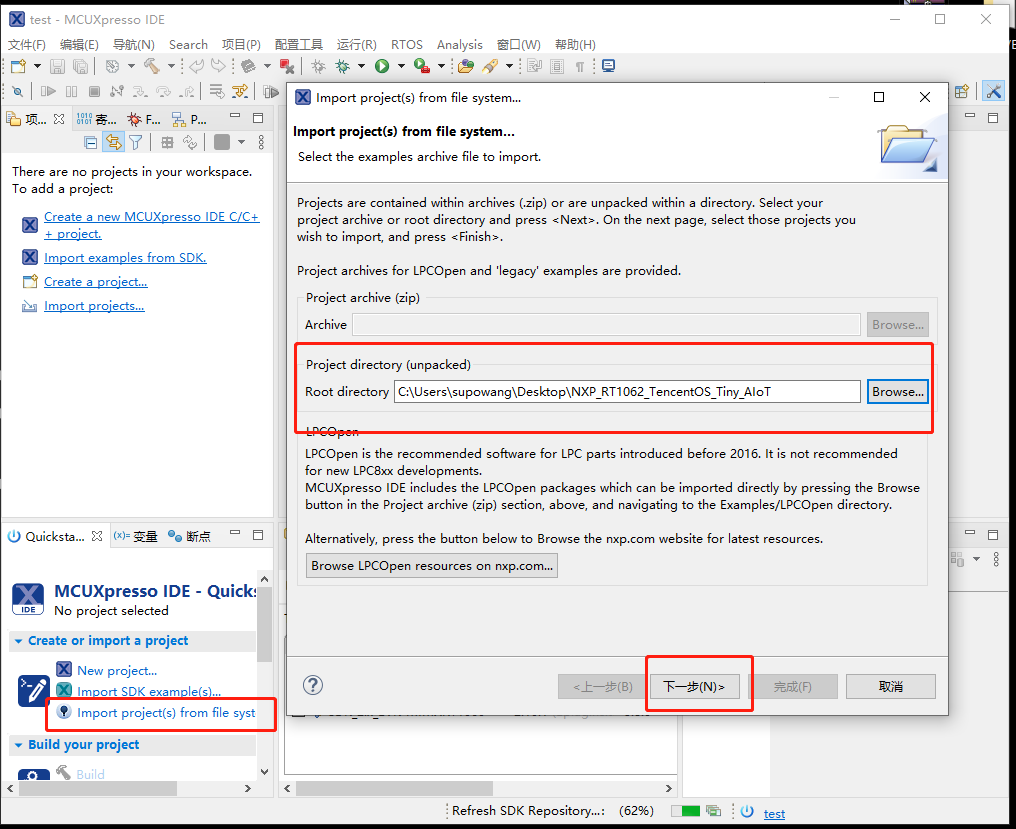 test - MCUXpresso IDE
文件(F) 编辑(E) 导航(N) Search 项目(P) 配置工具 运行(R) RTOS Analysis 窗口(W) 帮助(H)
项... 寄... F... P...
There are no projects in your workspace.
To add a project:
Create a new MCUXpresso IDE C/C+
+ project.
Import examples from SDK.
Create a project...
Import projects...
Import project(s) from file system...
Import project(s) from file system...
Select the examples archive file to import.
Projects are contained within archives (.zip) or are unpacked within a directory. Select your
project archive or root directory and press <Next>. On the next page, select those projects you
wish to import, and press <Finish>.
Project archives for LPCOpen and 'legacy' examples are provided.
Project archive (zip)
Archive Browse...
Project directory (unpacked)
Root directory C:\Users\supowang\Desktop\NXP_RT1062_TencentOS_Tiny_AIoT Browse...
LPCOpen
LPCOpen is the recommended software for LPC parts introduced before 2016. It is not recommended
for new LPC8xx developments.
MCUXpresso IDE includes the LPCOpen packages which can be imported directly by pressing the Browse
button in the Project archive (zip) section, above, and navigating to the Examples/LPCOpen directory.
Alternatively, press the button below to Browse the nxp.com website for latest resources.
Browse LPCOpen resources on nxp.com...
<上一步(B) 下一步(N)> 完成(F) 取消
Quicksta... (x)= 变量 断点
IDE
MCUXpresso IDE - Quicks
No project selected
Create or import a project
New project...
Import SDK example(s)...
Import project(s) from file syst
Build your project
Build
Refresh SDK Repository...: (62%) test